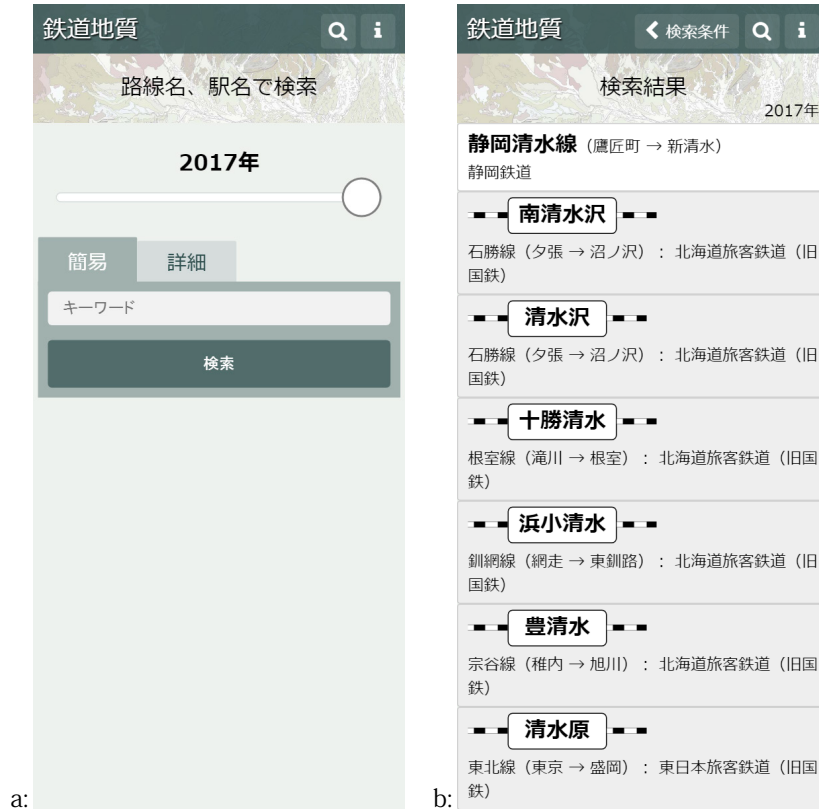 鉄道地質
路線名、駅名で検索
2017年
簡易 詳細
キーワード
検索
a:
鉄道地質 検索条件
検索結果
2017年
静岡清水線（鷹匠町 → 新清水）
静岡鉄道
南清水沢
石勝線（夕張 → 沼ノ沢）：北海道旅客鉄道（旧
国鉄）
清水沢
石勝線（夕張 → 沼ノ沢）：北海道旅客鉄道（旧
国鉄）
十勝清水
根室線（滝川 → 根室）：北海道旅客鉄道（旧国
鉄）
浜小清水
釧網線（網走 → 東釧路）：北海道旅客鉄道（旧
国鉄）
豊清水
宗谷線（稚内 → 旭川）：北海道旅客鉄道（旧国
鉄）
清水原
東北線（東京 → 盛岡）：東日本旅客鉄道（旧国
鉄）
b: